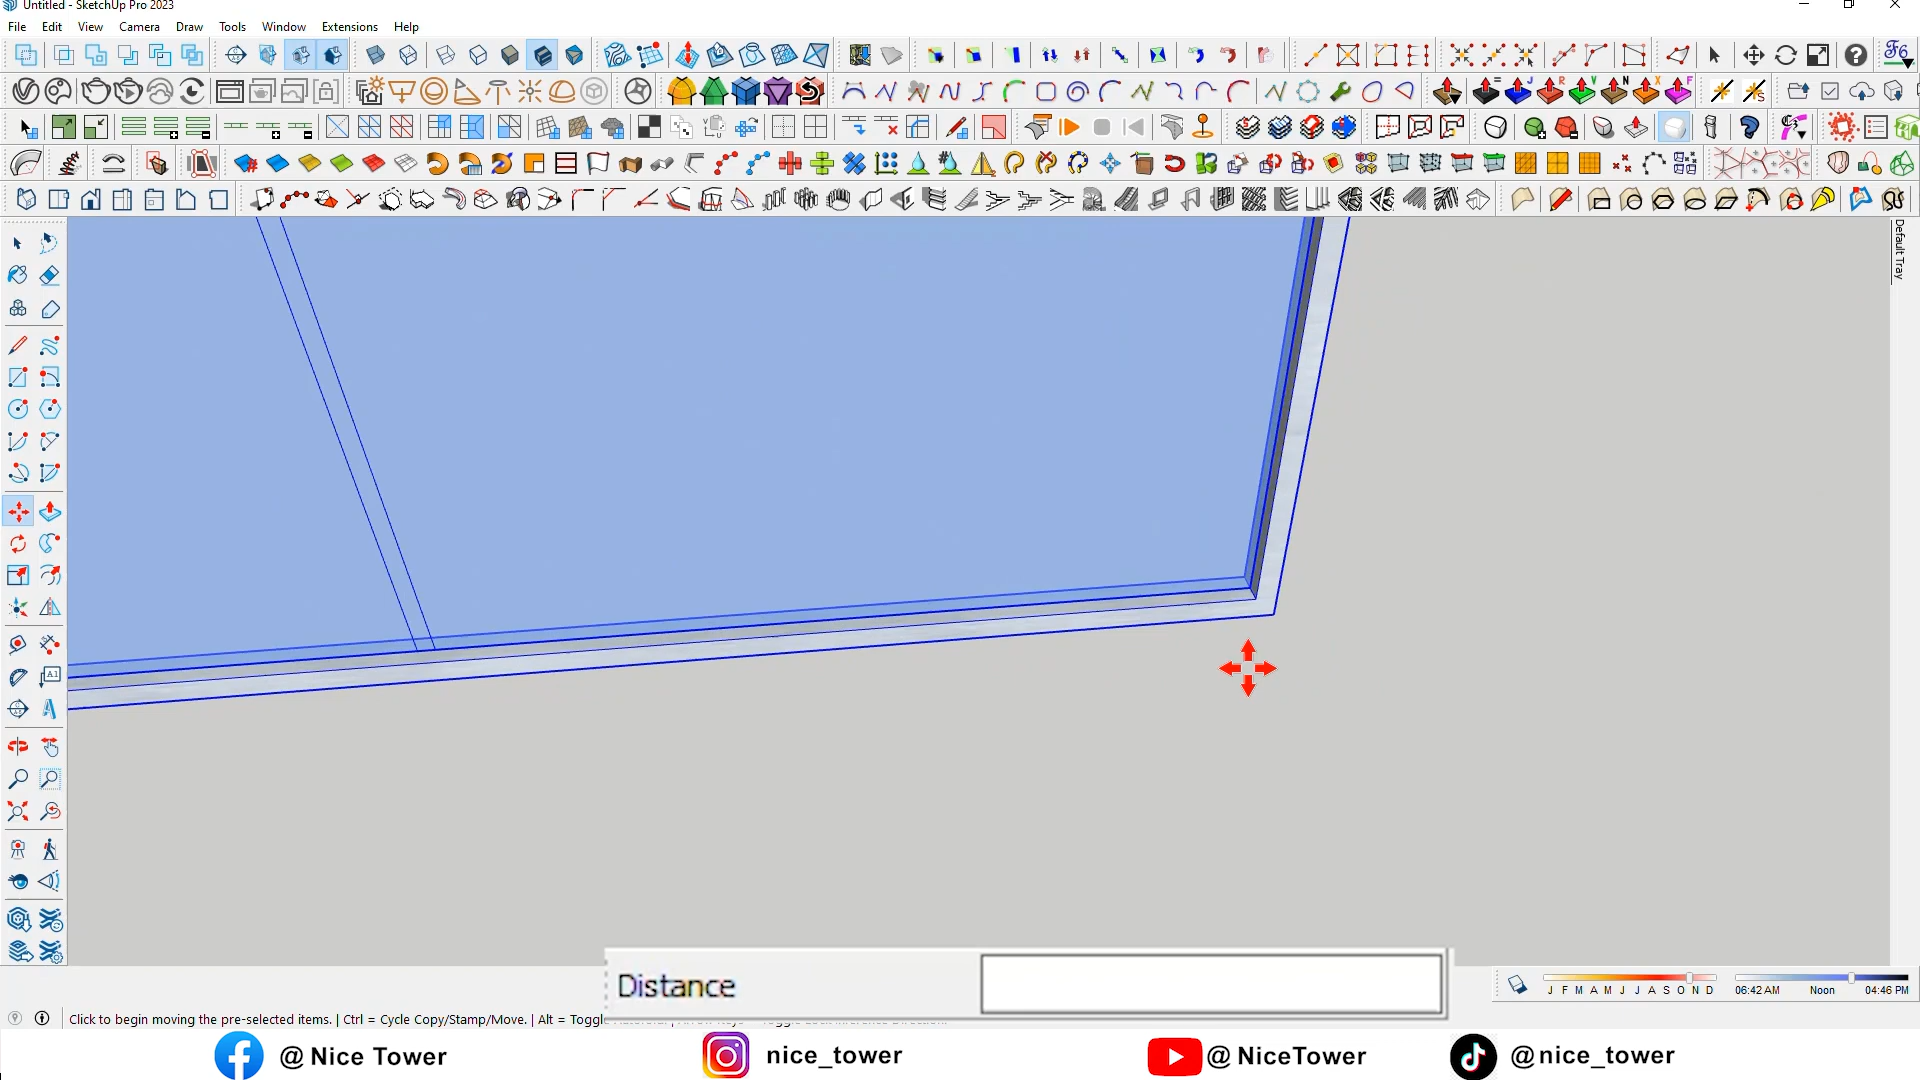 Untitled - SketchUp Pro 2023
File Edit View Camera Draw Tools Window Extensions Help
Default Tray
Distance
J F M A M J J A S O N D
06:42 AM Noon 04:46 PM
Click to begin moving the pre-selected items. | Ctrl = Cycle Copy/Stamp/Move. | Alt =
@ Nice Tower
nice_tower
@ NiceTower
@nice_tower